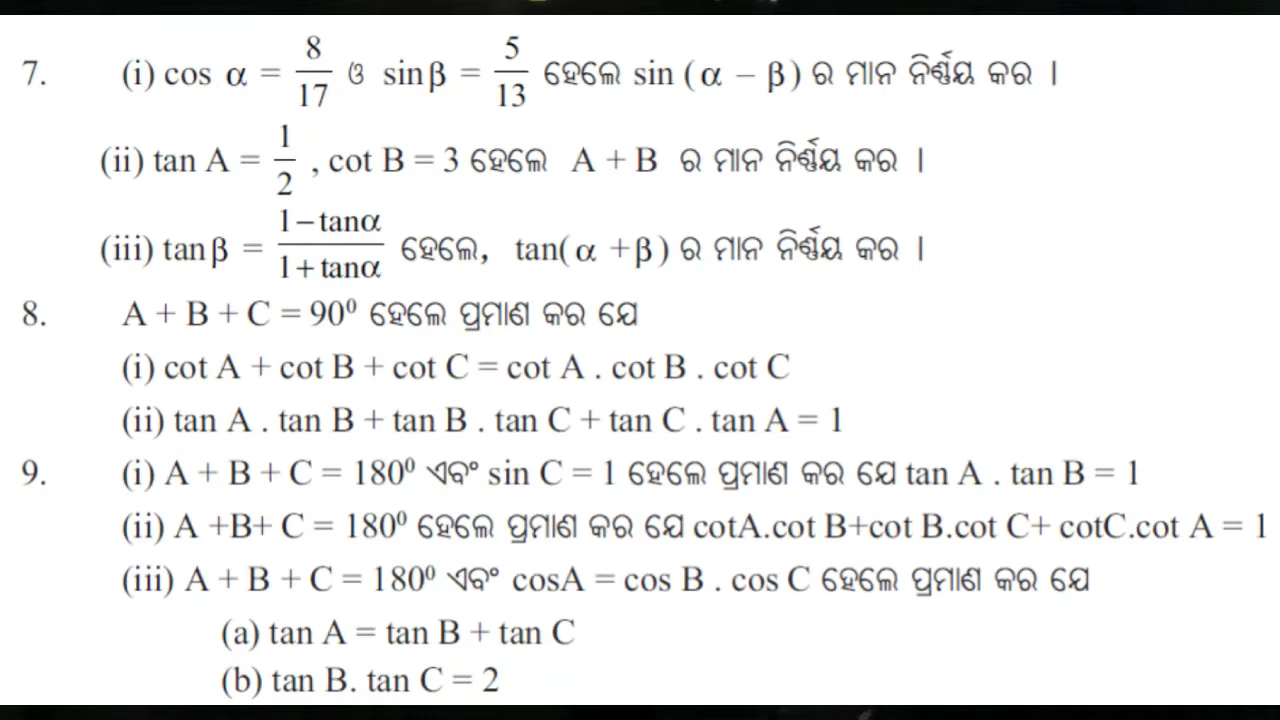 7. (i) cos α = 8/17 ଓ sinβ = 5/13 ହେଲେ sin (α – β) ର ମାନ ନିର୍ଣ୍ଣୟ କର ।
(ii) tan A = 1/2 , cot B = 3 ହେଲେ A + B ର ମାନ ନିର୍ଣ୍ଣୟ କର ।
(iii) tanβ = 1–tanα/1+tanα ହେଲେ, tan(α +β) ର ମାନ ନିର୍ଣ୍ଣୟ କର ।
8. A + B + C = 90⁰ ହେଲେ ପ୍ରମାଣ କର ଯେ
(i) cot A + cot B + cot C = cot A . cot B . cot C
(ii) tan A . tan B + tan B . tan C + tan C . tan A = 1
9. (i) A + B + C = 180⁰ ଏବଂ sin C = 1 ହେଲେ ପ୍ରମାଣ କର ଯେ tan A . tan B = 1
(ii) A +B+ C = 180⁰ ହେଲେ ପ୍ରମାଣ କର ଯେ cotA.cot B+cot B.cot C+ cotC.cot A = 1
(iii) A + B + C = 180⁰ ଏବଂ cosA = cos B . cos C ହେଲେ ପ୍ରମାଣ କର ଯେ
(a) tan A = tan B + tan C
(b) tan B. tan C = 2